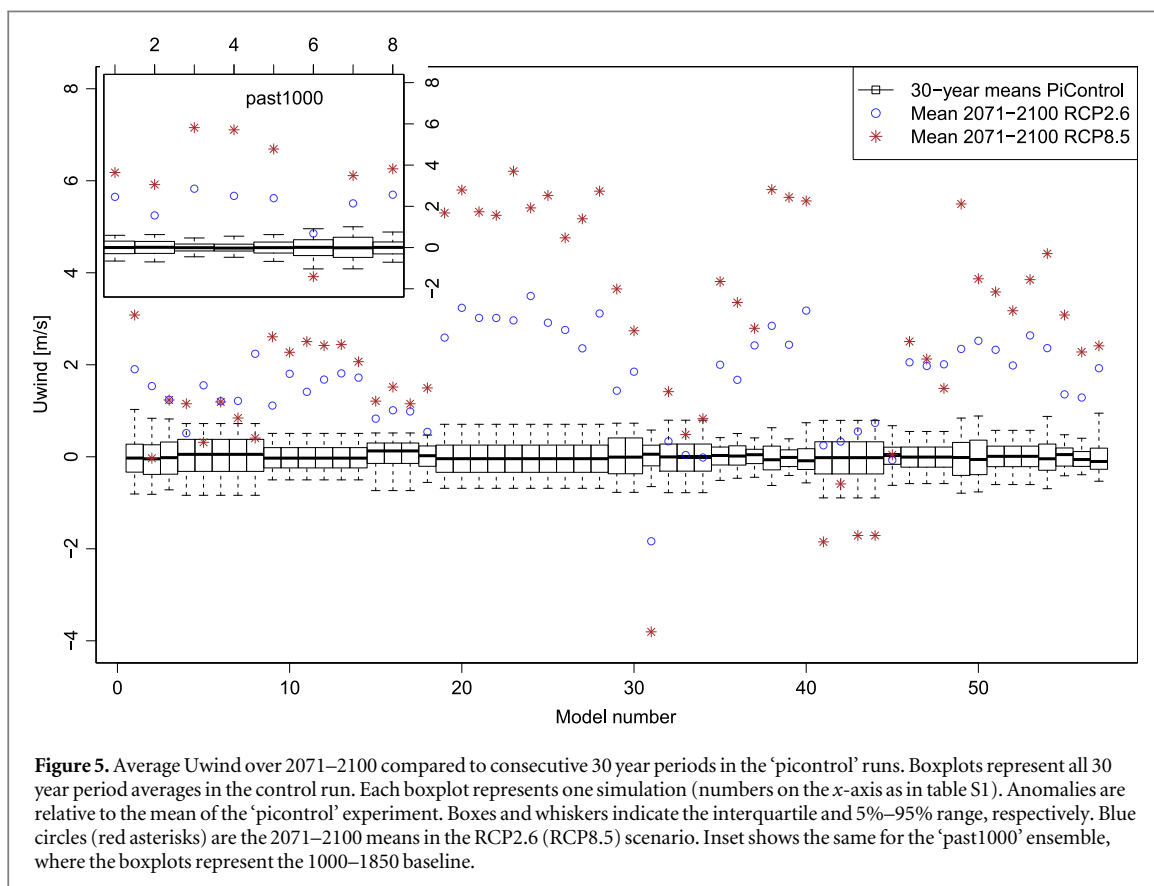 2 4 6 8
past1000
8
6
4
2
0
−2
30−year means PiControl
Mean 2071−2100 RCP2.6
Mean 2071−2100 RCP8.5
8
6
4
2
0
−2
−4
Uwind [m/s]
0 10 20 30 40 50
Model number
Figure 5. Average Uwind over 2071–2100 compared to consecutive 30 year periods in the ‘picontrol’ runs. Boxplots represent all 30
year period averages in the control run. Each boxplot represents one simulation (numbers on the x-axis as in table S1). Anomalies are
relative to the mean of the ‘picontrol’ experiment. Boxes and whiskers indicate the interquartile and 5%–95% range, respectively. Blue
circles (red asterisks) are the 2071–2100 means in the RCP2.6 (RCP8.5) scenario. Inset shows the same for the ‘past1000’ ensemble,
where the boxplots represent the 1000–1850 baseline.